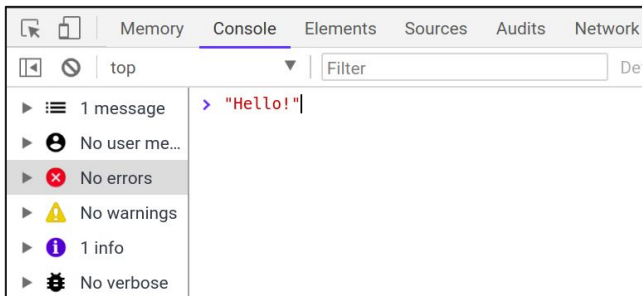 Memory Console Elements Sources Audits Network
top Filter De
1 message
> "Hello!"
No user me...
No errors
No warnings
1 info
No verbose